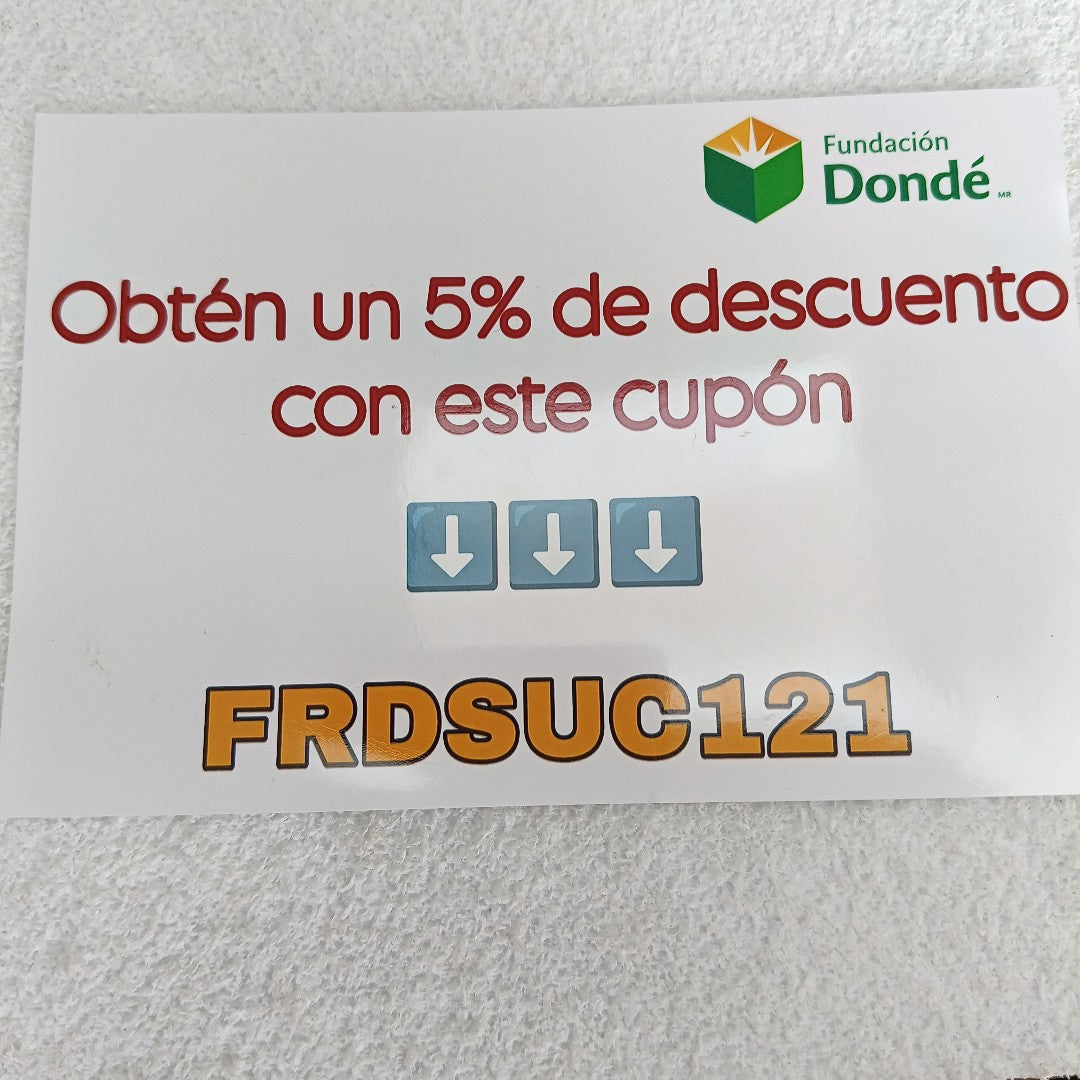 Fundación
Dondé MR
Obtén un 5% de descuento
con este cupón
FRDSUC121